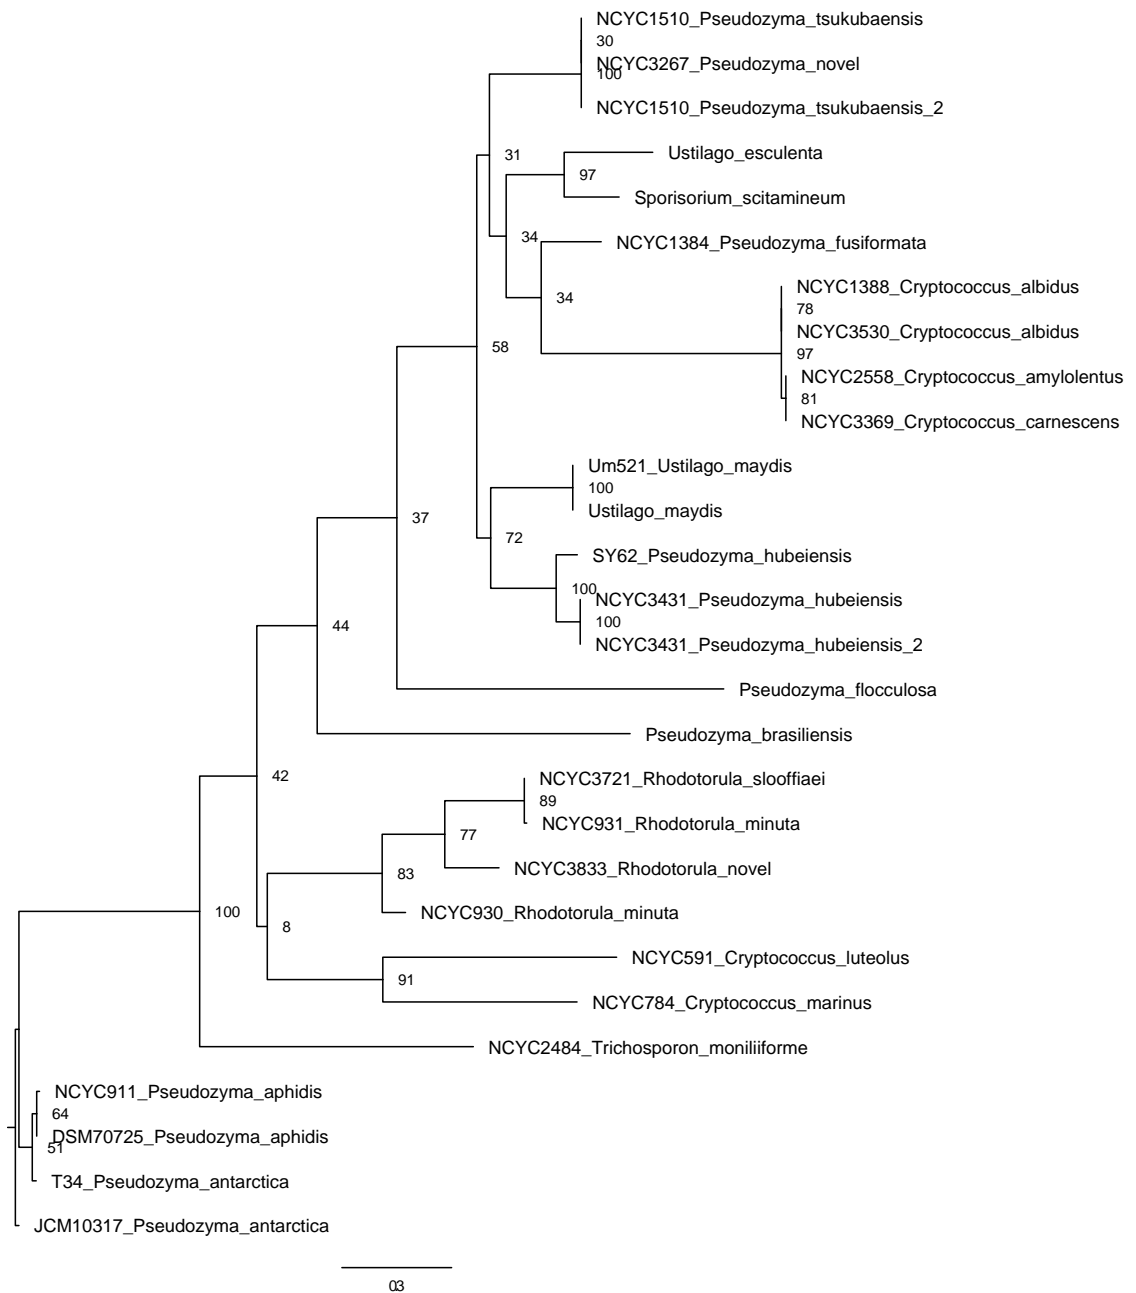 NCYC1510_Pseudozyma_tsukubaensis
30
NCYC3267_Pseudozyma_novel
100
NCYC1510_Pseudozyma_tsukubaensis_2
Ustilago_esculenta
31
97
Sporisorium_scitamineum
34
NCYC1384_Pseudozyma_fusiformata
NCYC1388_Cryptococcus_albidus
34
78
NCYC3530_Cryptococcus_albidus
58
97
NCYC2558_Cryptococcus_amylolentus
81
NCYC3369_Cryptococcus_carnescens
Um521_Ustilago_maydis
100
Ustilago_maydis
37
72
SY62_Pseudozyma_hubeiensis
100
NCYC3431_Pseudozyma_hubeiensis
100
44
NCYC3431_Pseudozyma_hubeiensis_2
Pseudozyma_flocculosa
Pseudozyma_brasiliensis
42
NCYC3721_Rhodotorula_slooffiaei
89
NCYC931_Rhodotorula_minuta
77
NCYC3833_Rhodotorula_novel
83
100
NCYC930_Rhodotorula_minuta
8
NCYC591_Cryptococcus_luteolus
91
NCYC784_Cryptococcus_marinus
NCYC2484_Trichosporon_moniliiforme
NCYC911_Pseudozyma_aphidis
64
DSM70725_Pseudozyma_aphidis
51
T34_Pseudozyma_antarctica
JCM10317_Pseudozyma_antarctica
03